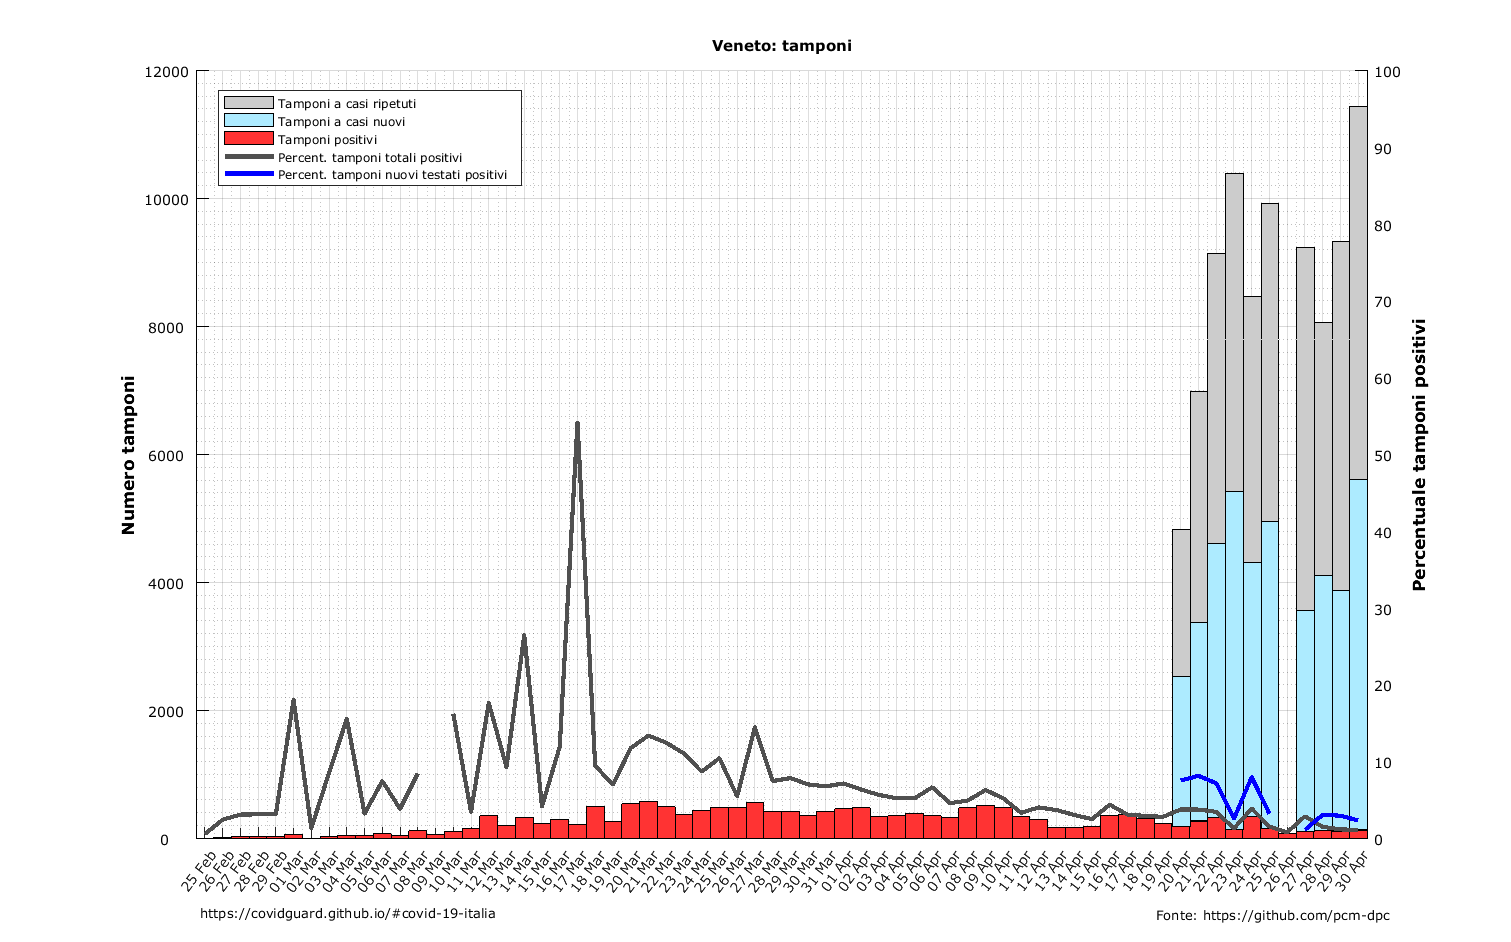 Veneto: tamponi
12000
10000
8000
6000
4000
2000
0
Numero tamponi
Tamponi a casi ripetuti
Tamponi a casi nuovi
Tamponi positivi
Percent. tamponi totali positivi
Percent. tamponi nuovi testati positivi
100
90
80
70
60
50
40
30
20
10
0
Percentuale tamponi positivi
25 Feb
26 Feb
27 Feb
28 Feb
29 Feb
01 Mar
02 Mar
03 Mar
04 Mar
05 Mar
06 Mar
07 Mar
08 Mar
09 Mar
10 Mar
11 Mar
12 Mar
13 Mar
14 Mar
15 Mar
16 Mar
17 Mar
18 Mar
19 Mar
20 Mar
21 Mar
22 Mar
23 Mar
24 Mar
25 Mar
26 Mar
27 Mar
28 Mar
29 Mar
30 Mar
31 Mar
01 Apr
02 Apr
03 Apr
04 Apr
05 Apr
06 Apr
07 Apr
08 Apr
09 Apr
10 Apr
11 Apr
12 Apr
13 Apr
14 Apr
15 Apr
16 Apr
17 Apr
18 Apr
19 Apr
20 Apr
21 Apr
22 Apr
23 Apr
24 Apr
25 Apr
26 Apr
27 Apr
28 Apr
29 Apr
30 Apr
https://covidguard.github.io/#covid-19-italia
Fonte: https://github.com/pcm-dpc